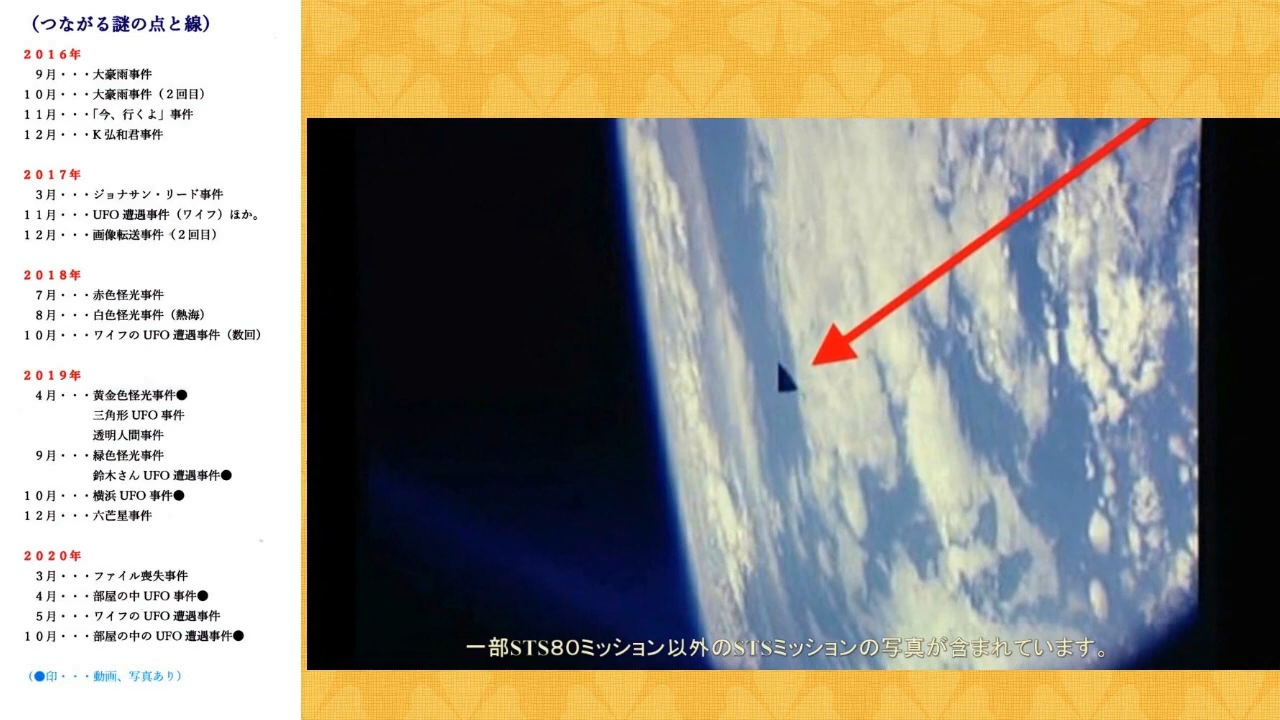 （つながる謎の点と線）
２０１６年
９月・・・大豪雨事件
１０月・・・大豪雨事件（２回目）
１１月・・・「今、行くよ」事件
１２月・・・K 弘和君事件
２０１７年
３月・・・ジョナサン・リード事件
１１月・・・UFO 遭遇事件（ワイフ）ほか。
１２月・・・画像転送事件（２回目）
２０１８年
７月・・・赤色怪光事件
８月・・・白色怪光事件（熱海）
１０月・・・ワイフの UFO 遭遇事件（数回）
２０１９年
４月・・・黄金色怪光事件●
三角形 UFO 事件
透明人間事件
９月・・・緑色怪光事件
鈴木さん UFO 遭遇事件●
１０月・・・横浜 UFO 事件●
１２月・・・六芒星事件
２０２０年
３月・・・ファイル喪失事件
４月・・・部屋の中 UFO 事件●
５月・・・ワイフの UFO 遭遇事件
１０月・・・部屋の中の UFO 遭遇事件●
（●印・・・動画、写真あり）
一部STS80ミッション以外のSTSミッションの写真が含まれています。